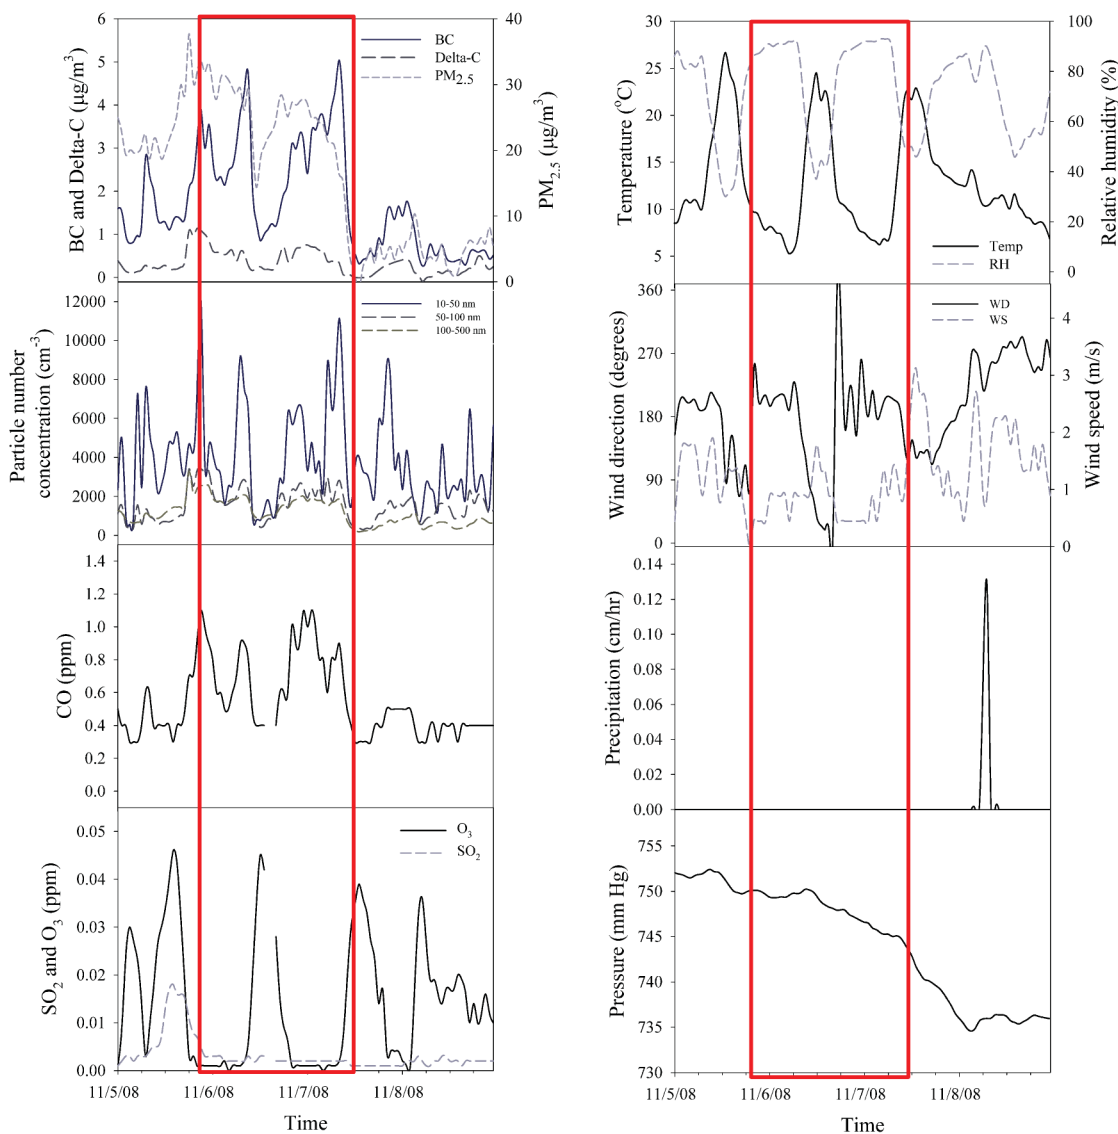 BC and Delta-C (μg/m³)
6
5
4
3
2
1
0
BC
Delta-C
PM2.5
40
30
20
10
0
PM2.5 (μg/m³)
Particle number
concentration (cm⁻³)
12000
10000
8000
6000
4000
2000
0
10-50 nm
50-100 nm
100-500 nm
CO (ppm)
1.4
1.2
1.0
0.8
0.6
0.4
0.2
0.0
SO₂ and O₃ (ppm)
0.05
0.04
0.03
0.02
0.01
0.00
O₃
SO₂
11/5/08 11/6/08 11/7/08 11/8/08
Time
Temperature (°C)
30
25
20
15
10
5
Temp
RH
100
80
60
40
20
0
Relative humidity (%)
Wind direction (degrees)
360
270
180
90
0
WD
WS
4
3
2
1
0
Wind speed (m/s)
Precipitation (cm/hr)
0.14
0.12
0.10
0.08
0.06
0.04
0.02
0.00
Pressure (mm Hg)
755
750
745
740
735
730
11/5/08 11/6/08 11/7/08 11/8/08
Time